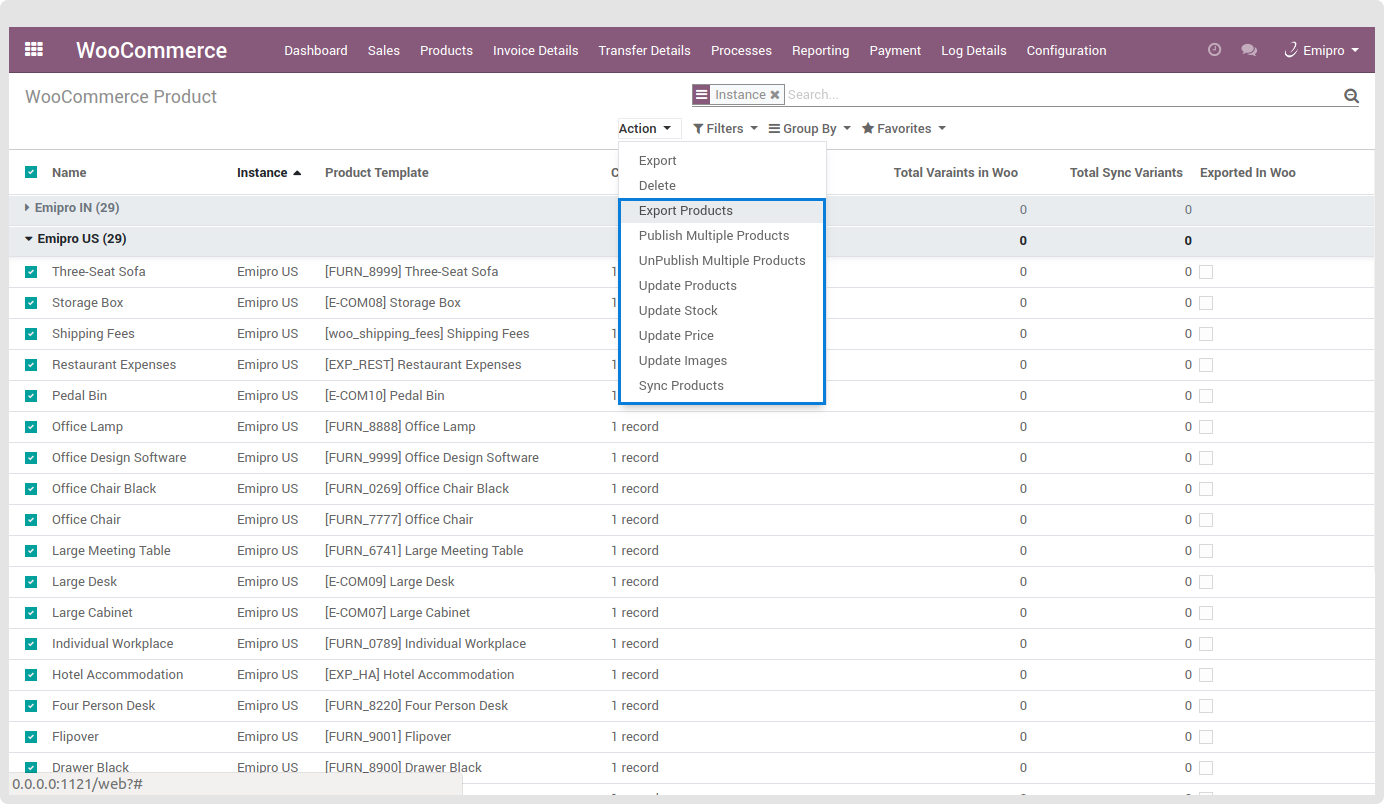 WooCommerce Dashboard Sales Products Invoice Details Transfer Details Processes Reporting Payment Log Details Configuration Emipro
WooCommerce Product Instance Search...
Action Filters Group By Favorites
Name Instance Product Template C Total Varaints in Woo Total Sync Variants Exported In Woo
Export
Delete
Export Products
Publish Multiple Products
UnPublish Multiple Products
Update Products
Update Stock
Update Price
Update Images
Sync Products
Emipro IN (29) 0 0
Emipro US (29) 0 0
Three-Seat Sofa Emipro US [FURN_8999] Three-Seat Sofa 1 0 0
Storage Box Emipro US [E-COM08] Storage Box 1 0 0
Shipping Fees Emipro US [woo_shipping_fees] Shipping Fees 1 0 0
Restaurant Expenses Emipro US [EXP_REST] Restaurant Expenses 1 0 0
Pedal Bin Emipro US [E-COM10] Pedal Bin 1 0 0
Office Lamp Emipro US [FURN_8888] Office Lamp 1 record 0 0
Office Design Software Emipro US [FURN_9999] Office Design Software 1 record 0 0
Office Chair Black Emipro US [FURN_0269] Office Chair Black 1 record 0 0
Office Chair Emipro US [FURN_7777] Office Chair 1 record 0 0
Large Meeting Table Emipro US [FURN_6741] Large Meeting Table 1 record 0 0
Large Desk Emipro US [E-COM09] Large Desk 1 record 0 0
Large Cabinet Emipro US [E-COM07] Large Cabinet 1 record 0 0
Individual Workplace Emipro US [FURN_0789] Individual Workplace 1 record 0 0
Hotel Accommodation Emipro US [EXP_HA] Hotel Accommodation 1 record 0 0
Four Person Desk Emipro US [FURN_8220] Four Person Desk 1 record 0 0
Flipover Emipro US [FURN_9001] Flipover 1 record 0 0
Drawer Black Emipro US [FURN_8900] Drawer Black 1 record 0 0
0.0.0.0:1121/web?#